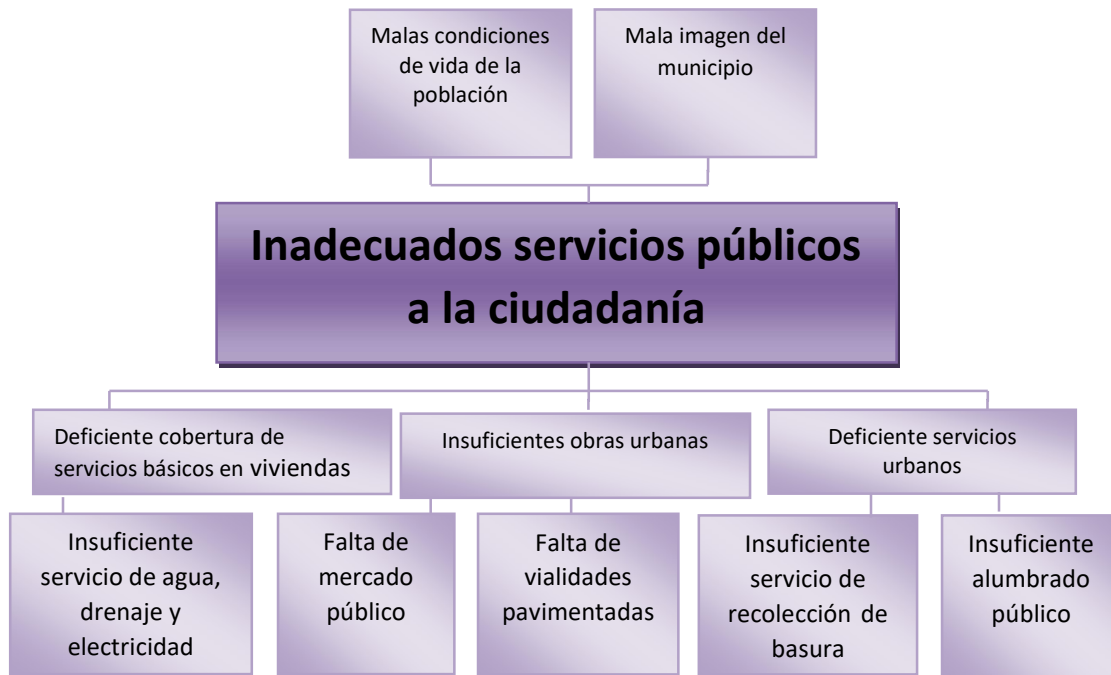 Malas condiciones
de vida de la
población
Mala imagen del
municipio
Inadecuados servicios públicos
a la ciudadanía
Deficiente cobertura de
servicios básicos en viviendas
Insuficientes obras urbanas
Deficiente servicios
urbanos
Insuficiente
servicio de agua,
drenaje y
electricidad
Falta de
mercado
público
Falta de
vialidades
pavimentadas
Insuficiente
servicio de
recolección de
basura
Insuficiente
alumbrado
público